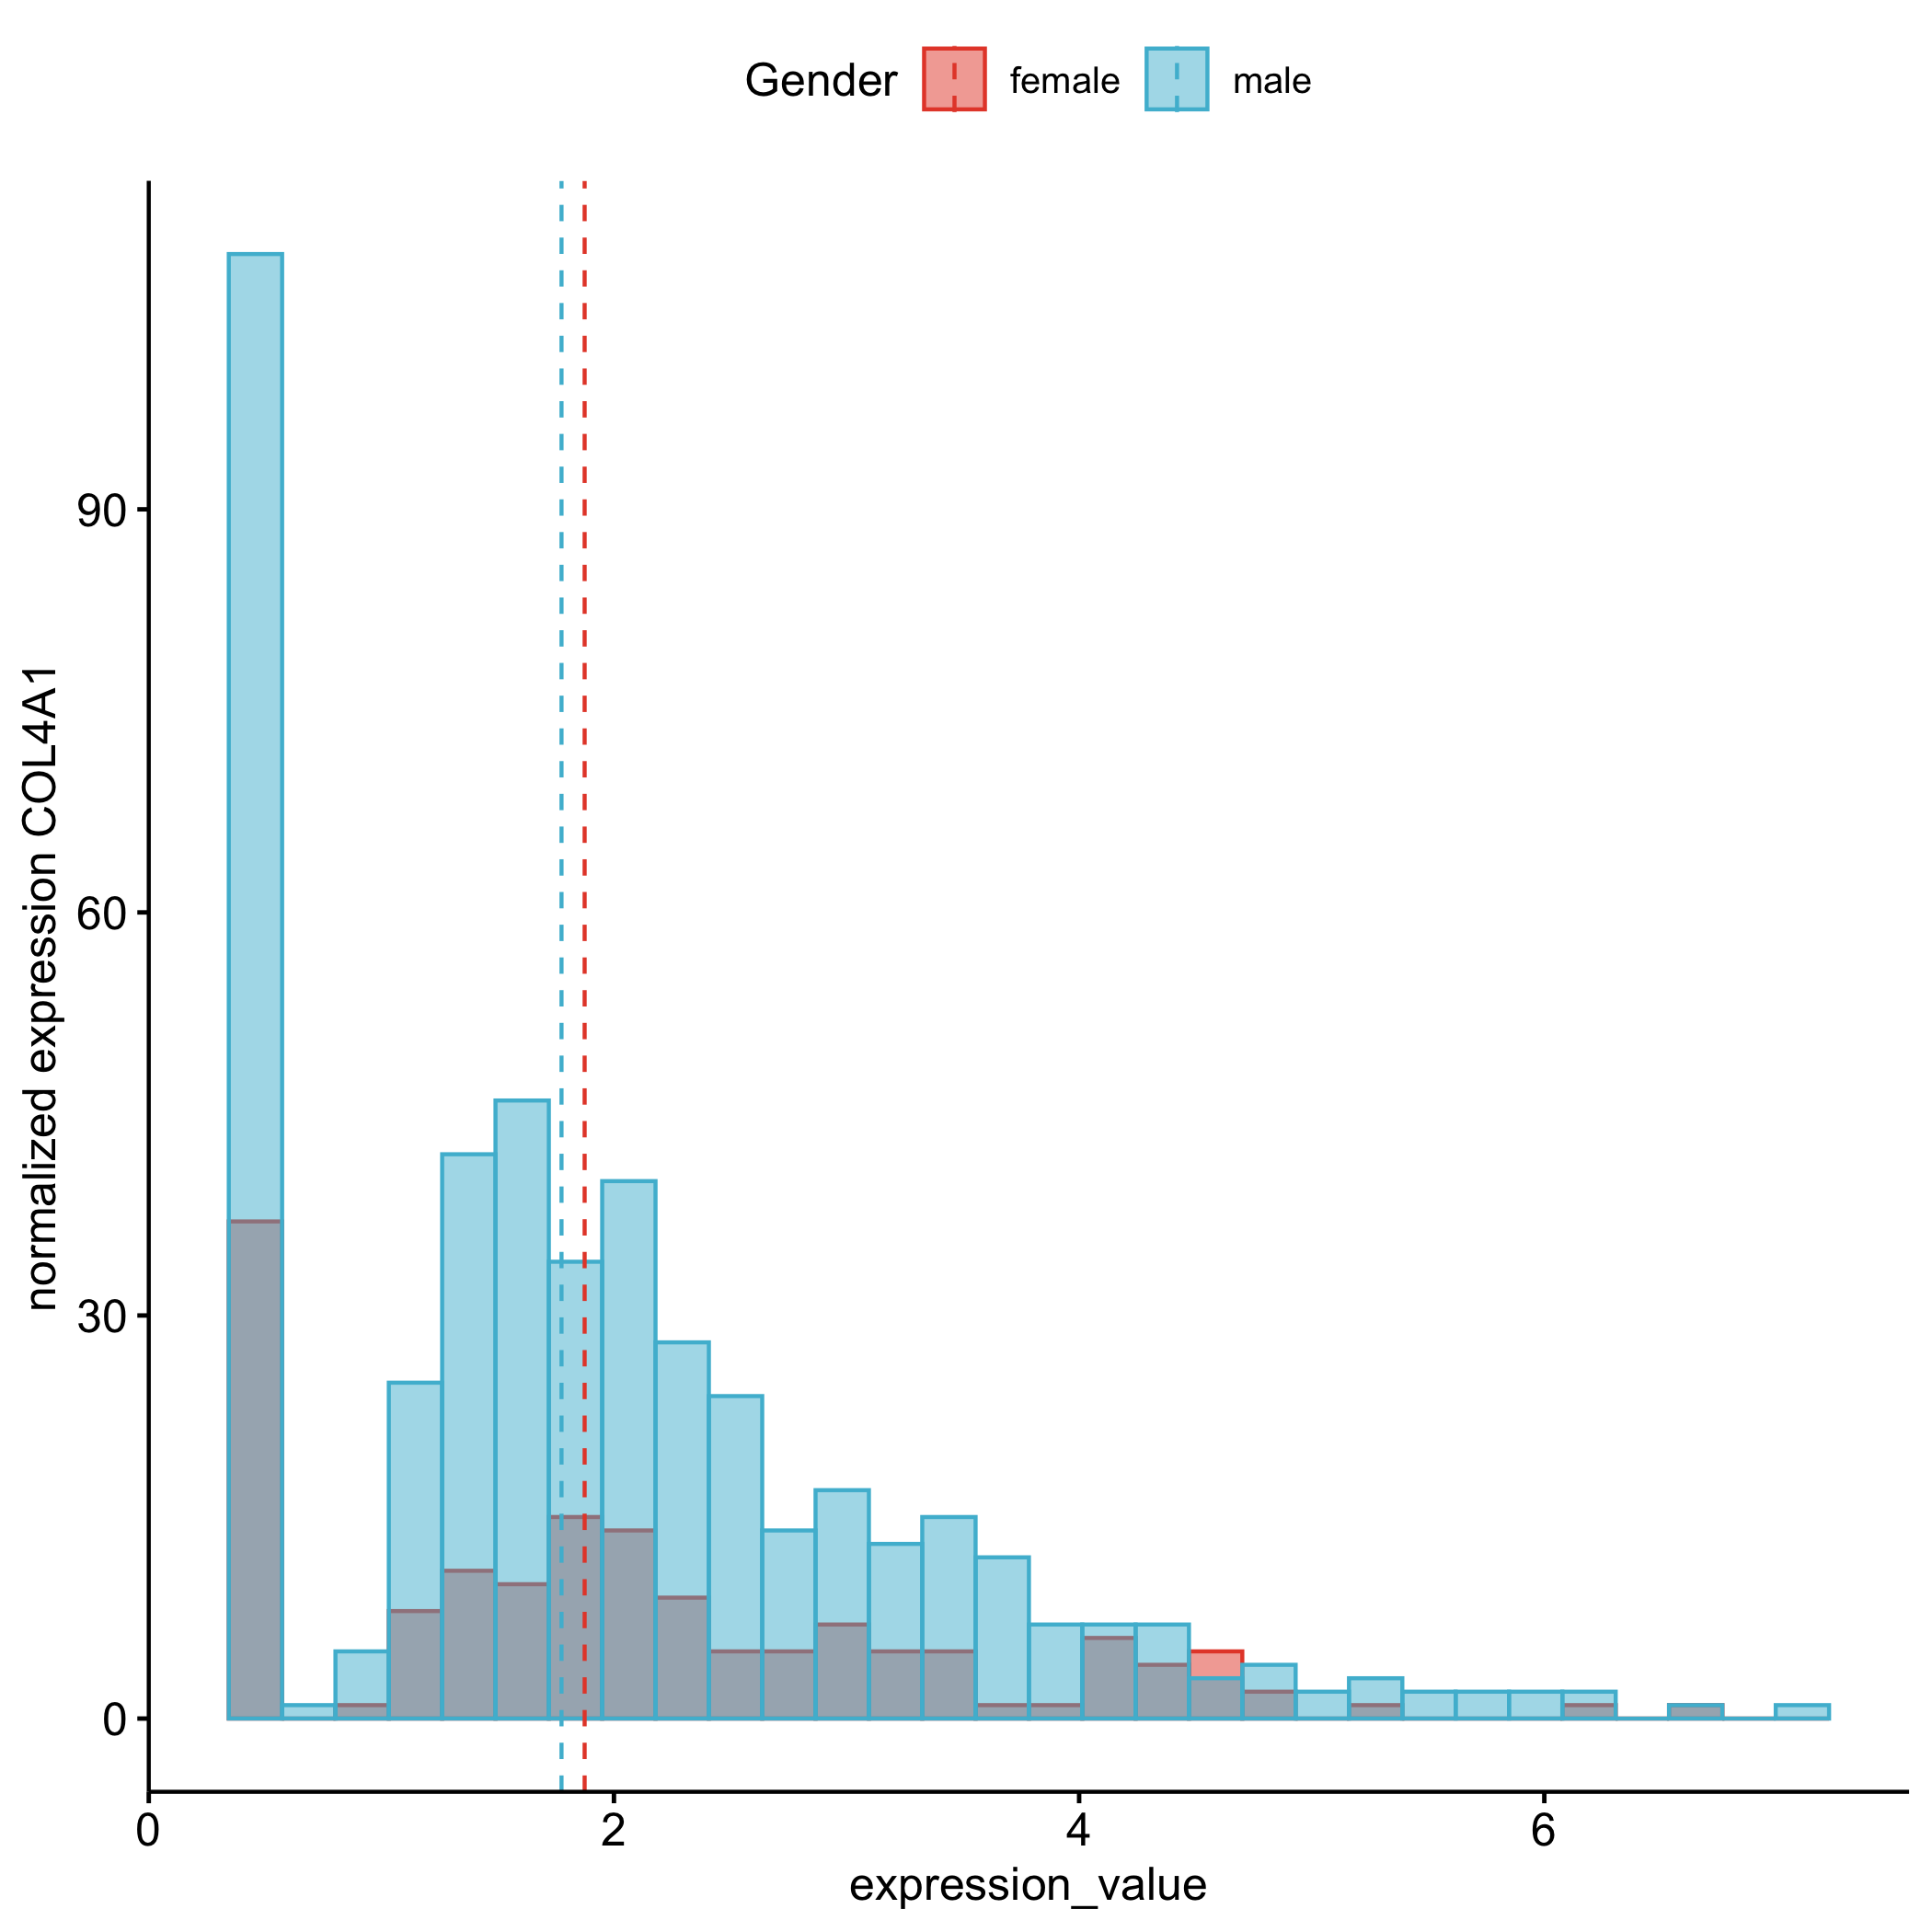 Gender female male
normalized expression COL4A1
90
60
30
0
0 2 4 6
expression_value